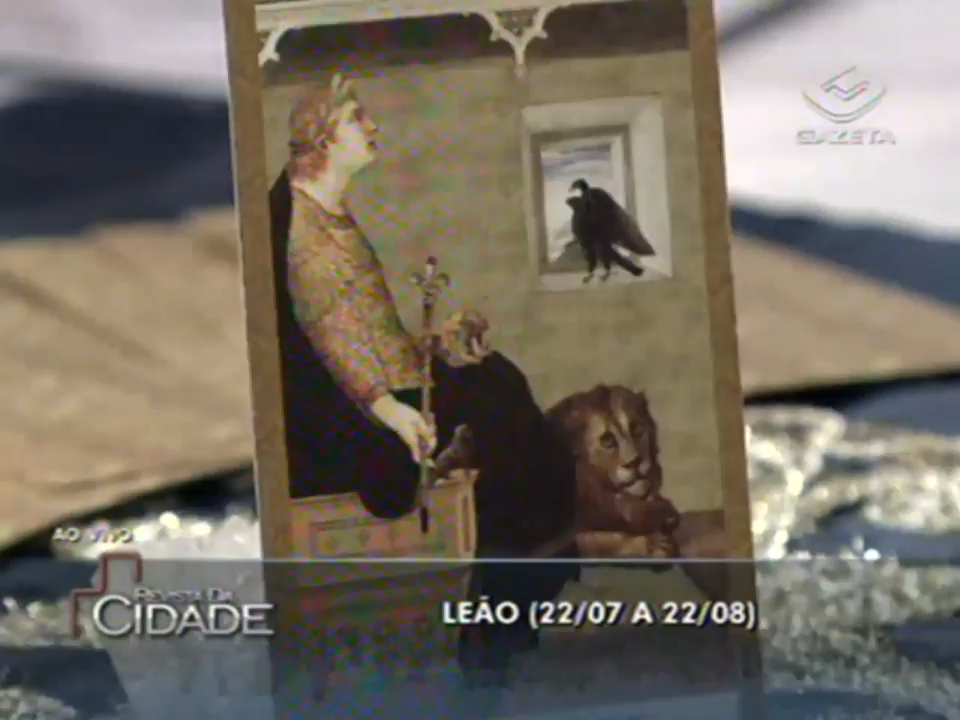 GAZETA
AO VIVO
REVISTA DA
CIDADE
LEÃO (22/07 A 22/08)